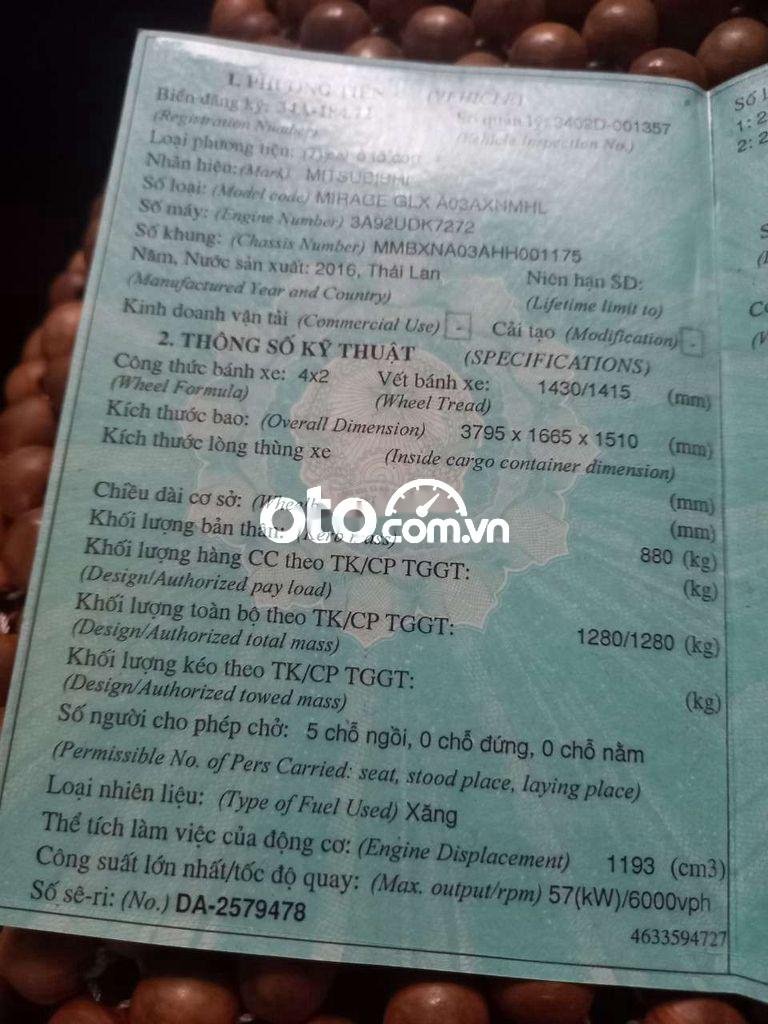 1. PHƯƠNG TIỆN (VEHICLE)
Biển đăng ký: Số quản lý: 3402D-001357
(Registration Number) (Vehicle Inspection No.)
Loại phương tiện: (Type) ô tô con
Nhãn hiệu: (Mark) MITSUBISHI
Số loại: (Model code) MIRAGE GLX A03AXNMHL
Số máy: (Engine Number) 3A92UDK7272
Số khung: (Chassis Number) MMBXNA03AHH001175
Năm, Nước sản xuất: 2016, Thái Lan Niên hạn SD:
(Manufactured Year and Country) (Lifetime limit to)
Kinh doanh vận tải (Commercial Use) - Cải tạo (Modification) -
2. THÔNG SỐ KỸ THUẬT (SPECIFICATIONS)
Công thức bánh xe: 4x2 Vết bánh xe: 1430/1415 (mm)
(Wheel Formula) (Wheel Tread)
Kích thước bao: (Overall Dimension) 3795 x 1665 x 1510 (mm)
Kích thước lòng thùng xe (Inside cargo container dimension)
(mm)
Chiều dài cơ sở: (mm)
oto.com.vn
Khối lượng bản thân: 880 (kg)
Khối lượng hàng CC theo TK/CP TGGT: (kg)
(Design/Authorized pay load)
Khối lượng toàn bộ theo TK/CP TGGT: 1280/1280 (kg)
(Design/Authorized total mass)
Khối lượng kéo theo TK/CP TGGT: (kg)
(Design/Authorized towed mass)
Số người cho phép chở: 5 chỗ ngồi, 0 chỗ đứng, 0 chỗ nằm
(Permissible No. of Pers Carried: seat, stood place, laying place)
Loại nhiên liệu: (Type of Fuel Used) Xăng
Thể tích làm việc của động cơ: (Engine Displacement) 1193 (cm3)
Công suất lớn nhất/tốc độ quay: (Max. output/rpm) 57(kW)/6000vph
Số sê-ri: (No.) DA-2579478
4633594727